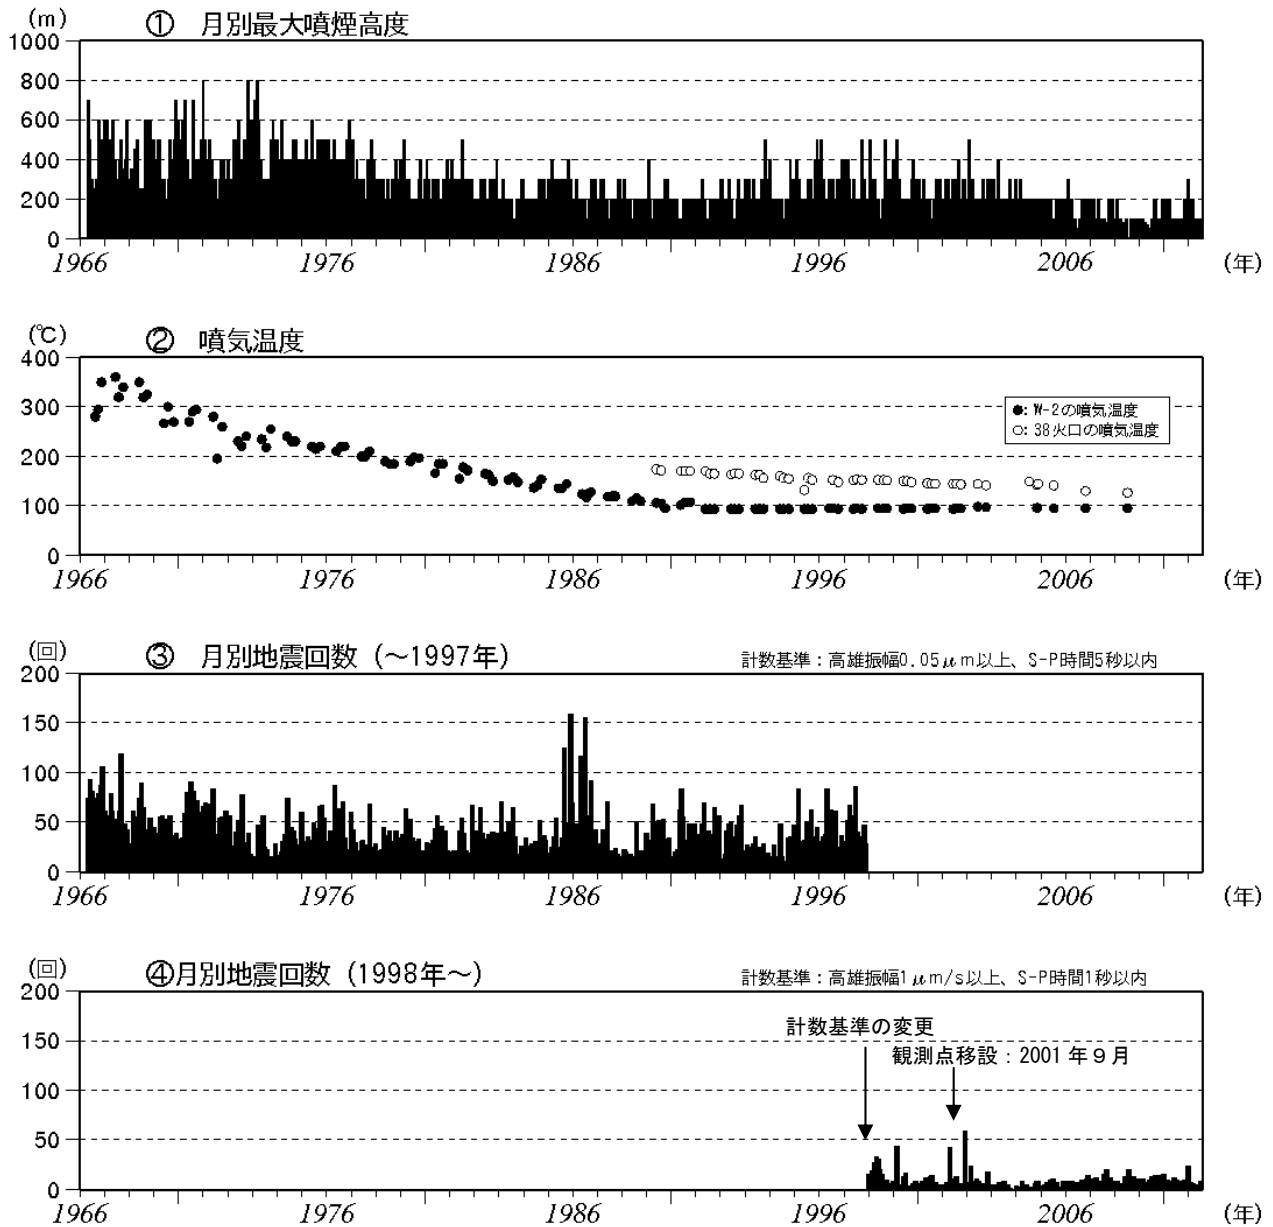 (m)
① 月別最大噴煙高度
1000
800
600
400
200
0
1966 1976 1986 1996 2006 (年)
(℃)
② 噴気温度
400
300
200
100
0
●: W-2の噴気温度
○: 38火口の噴気温度
1966 1976 1986 1996 2006 (年)
(回)
③ 月別地震回数（～1997年）
計数基準：高雄振幅0.05μm以上、S-P時間5秒以内
200
150
100
50
0
1966 1976 1986 1996 2006 (年)
(回)
④月別地震回数（1998年～）
計数基準：高雄振幅1μm/s以上、S-P時間1秒以内
200
150
100
50
0
計数基準の変更
観測点移設：2001年9月
1966 1976 1986 1996 2006 (年)